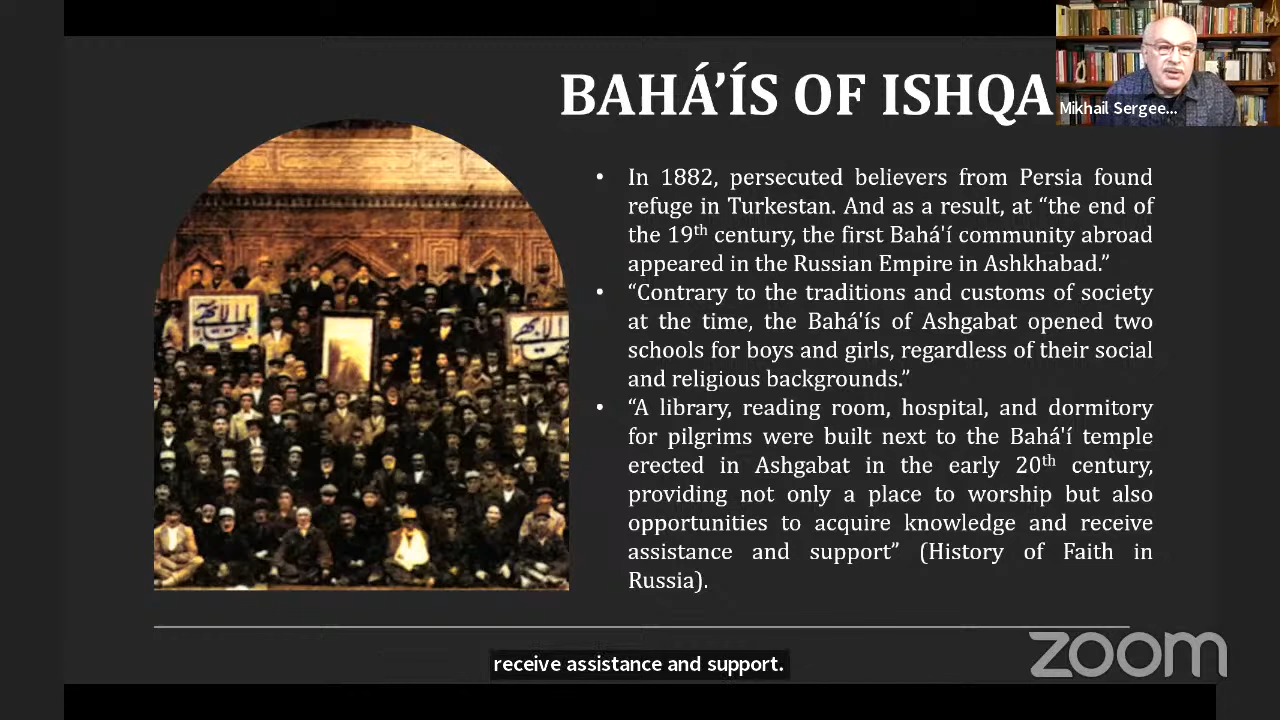 BAHÁ’ÍS OF ISHQA
Mikhail Sergee...
• In 1882, persecuted believers from Persia found
refuge in Turkestan. And as a result, at “the end of
the 19th century, the first Bahá'í community abroad
appeared in the Russian Empire in Ashkhabad.”
• “Contrary to the traditions and customs of society
at the time, the Bahá'ís of Ashgabat opened two
schools for boys and girls, regardless of their social
and religious backgrounds.”
• “A library, reading room, hospital, and dormitory
for pilgrims were built next to the Bahá'í temple
erected in Ashgabat in the early 20th century,
providing not only a place to worship but also
opportunities to acquire knowledge and receive
assistance and support” (History of Faith in
Russia).
receive assistance and support.
zoom